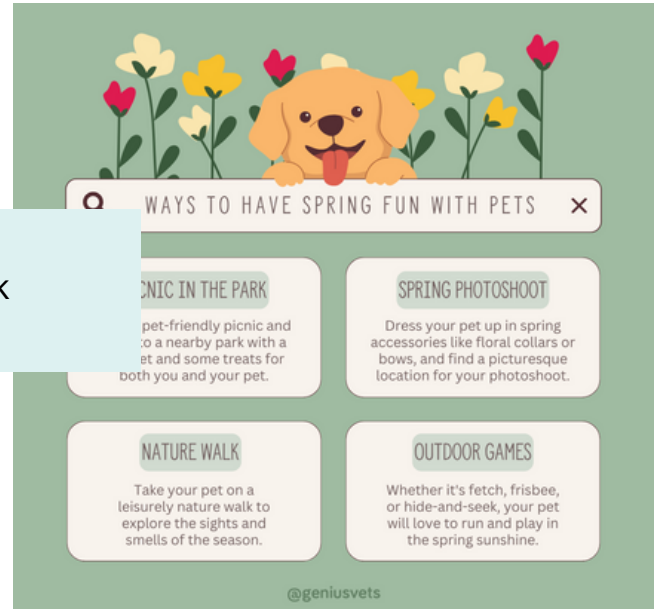 WAYS TO HAVE SPRING FUN WITH PETS
IN THE PARK
pet-friendly picnic and
to a nearby park with a
and some treats for
both you and your pet.
SPRING PHOTOSHOOT
Dress your pet up in spring
accessories like floral collars or
bows, and find a picturesque
location for your photoshoot.
NATURE WALK
Take your pet on a
leisurely nature walk to
explore the sights and
smells of the season.
OUTDOOR GAMES
Whether it's fetch, frisbee,
or hide-and-seek, your pet
will love to run and play in
the spring sunshine.
@geniusvets